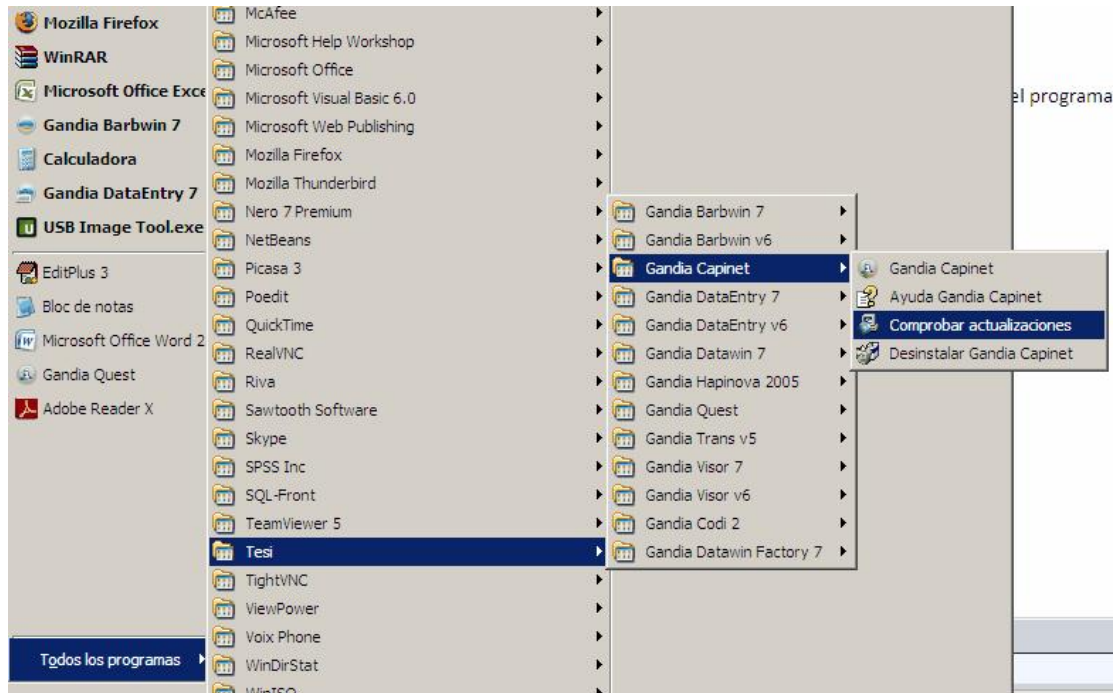 Mozilla Firefox
WinRAR
Microsoft Office Exce
Gandia Barbwin 7
Calculadora
Gandia DataEntry 7
USB Image Tool.exe
EditPlus 3
Bloc de notas
Microsoft Office Word 2
Gandia Quest
Adobe Reader X
Todos los programas
McAfee
Microsoft Help Workshop
Microsoft Office
Microsoft Visual Basic 6.0
Microsoft Web Publishing
Mozilla Firefox
Mozilla Thunderbird
Nero 7 Premium
NetBeans
Picasa 3
Poedit
QuickTime
RealVNC
Riva
Sawtooth Software
Skype
SPSS Inc
SQL-Front
TeamViewer 5
Tesi
TightVNC
ViewPower
Voix Phone
WinDirStat
WinISO
Gandia Barbwin 7
Gandia Barbwin v6
Gandia Capinet
Gandia DataEntry 7
Gandia DataEntry v6
Gandia Datawin 7
Gandia Hapinova 2005
Gandia Quest
Gandia Trans v5
Gandia Visor 7
Gandia Visor v6
Gandia Codi 2
Gandia Datawin Factory 7
Gandia Capinet
Ayuda Gandia Capinet
Comprobar actualizaciones
Desinstalar Gandia Capinet
el programa